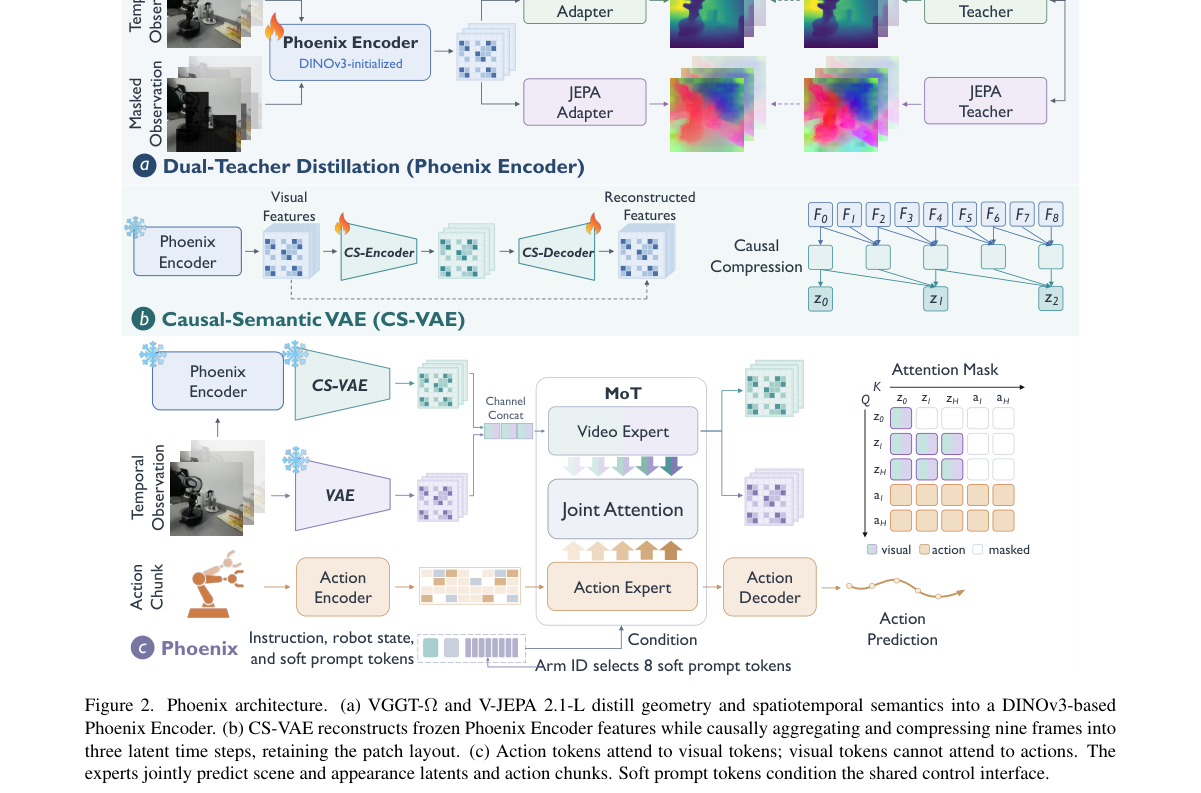 Temp
Obser
Adapter
Teacher
Phoenix Encoder
DINOv3-initialized
Masked
Observation
JEPA
Adapter
JEPA
Teacher
a Dual-Teacher Distillation (Phoenix Encoder)
Visual
Features
Reconstructed
Features
Phoenix
Encoder
CS-Encoder
CS-Decoder
Causal
Compression
F0 F1 F2 F3 F4 F5 F6 F7 F8
z0 z1 z2
b Causal-Semantic VAE (CS-VAE)
Phoenix
Encoder
CS-VAE
Channel
Concat
MoT
Video Expert
Temporal
Observation
VAE
Joint Attention
Attention Mask
K
Q
z0 z1 zH a1 aH
z0
z1
zH
a1
aH
visual action masked
Action
Chunk
Action
Encoder
Action Expert
Action
Decoder
Action
Prediction
c Phoenix
Instruction, robot state,
and soft prompt tokens
Condition
Arm ID selects 8 soft prompt tokens
Figure 2. Phoenix architecture. (a) VGGT-Ω and V-JEPA 2.1-L distill geometry and spatiotemporal semantics into a DINOv3-based
Phoenix Encoder. (b) CS-VAE reconstructs frozen Phoenix Encoder features while causally aggregating and compressing nine frames into
three latent time steps, retaining the patch layout. (c) Action tokens attend to visual tokens; visual tokens cannot attend to actions. The
experts jointly predict scene and appearance latents and action chunks. Soft prompt tokens condition the shared control interface.